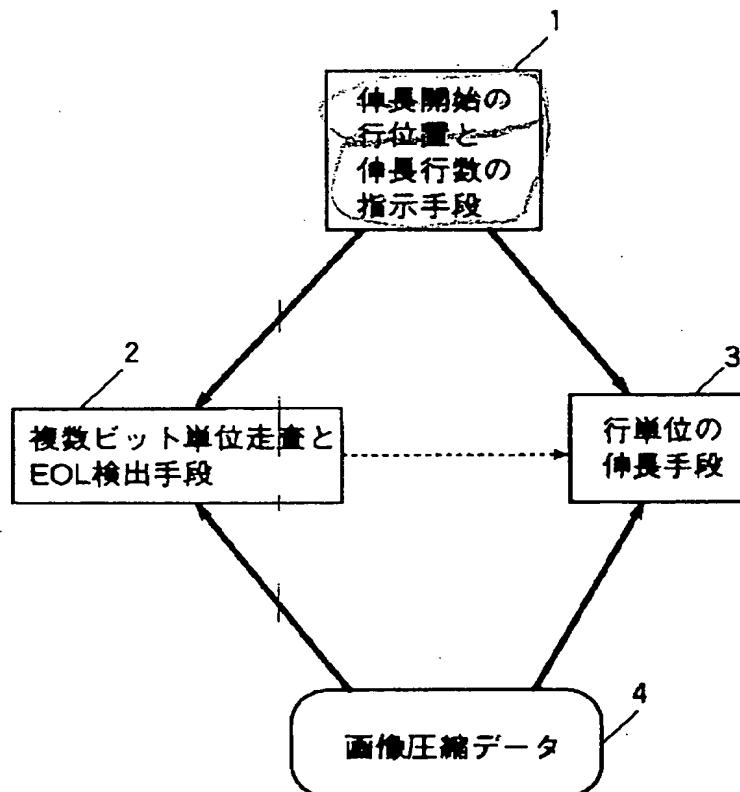 1
伸長開始の
行位置と
伸長行数の
指示手段
2
複数ビット単位走査と
EOL検出手段
3
行単位の
伸長手段
4
画像圧縮データ